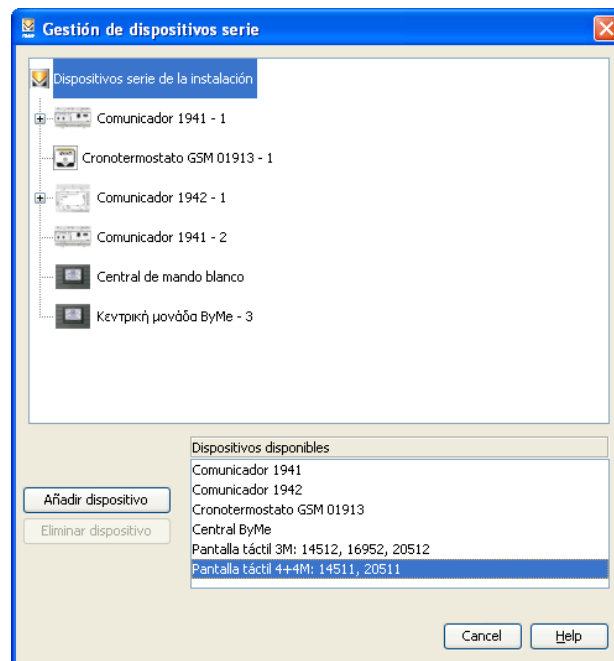 Gestión de dispositivos serie
Dispositivos serie de la instalación
Comunicador 1941 - 1
Cronotermostato GSM 01913 - 1
Comunicador 1942 - 1
Comunicador 1941 - 2
Central de mando blanco
Κεντρική μονάδα ByMe - 3
Dispositivos disponibles
Comunicador 1941
Comunicador 1942
Cronotermostato GSM 01913
Central ByMe
Pantalla táctil 3M: 14512, 16952, 20512
Pantalla táctil 4+4M: 14511, 20511
Añadir dispositivo
Eliminar dispositivo
Cancel
Help